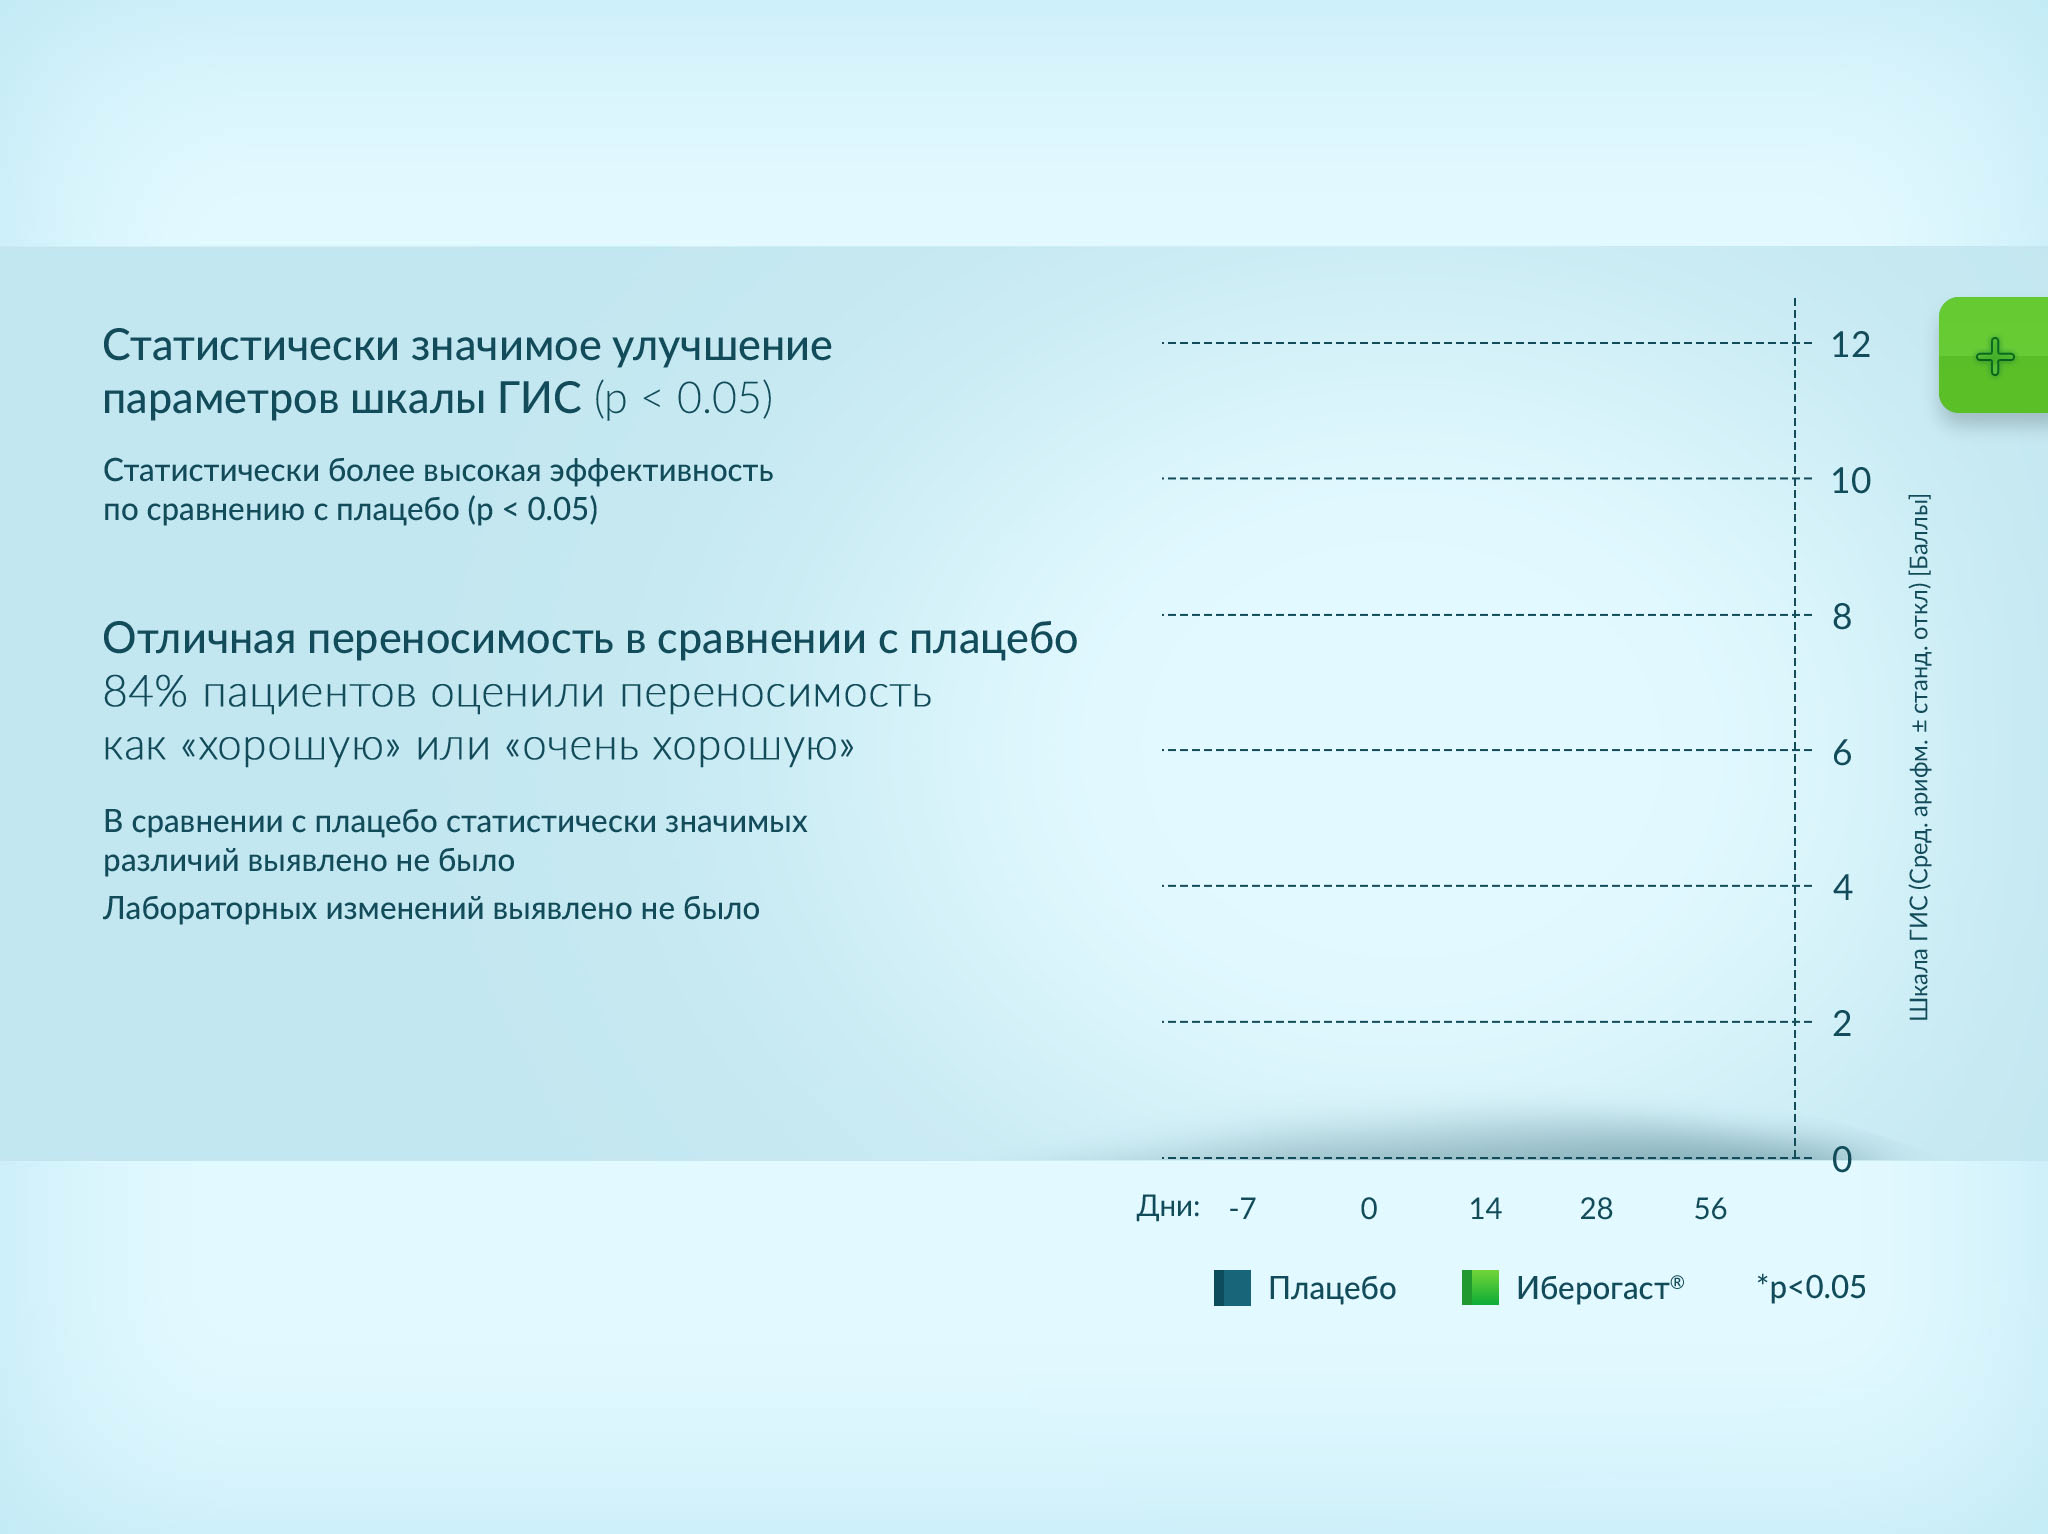 Статистически значимое улучшение
параметров шкалы ГИС (p < 0.05)
Статистически более высокая эффективность
по сравнению с плацебо (p < 0.05)
Отличная переносимость в сравнении с плацебо
84% пациентов оценили переносимость
как «хорошую» или «очень хорошую»
В сравнении с плацебо статистически значимых
различий выявлено не было
Лабораторных изменений выявлено не было
12
10
8
6
4
2
0
Шкала ГИС (Сред. арифм. ± станд. откл) [Баллы]
Дни: -7 0 14 28 56
Плацебо Иберогаст® *p<0.05